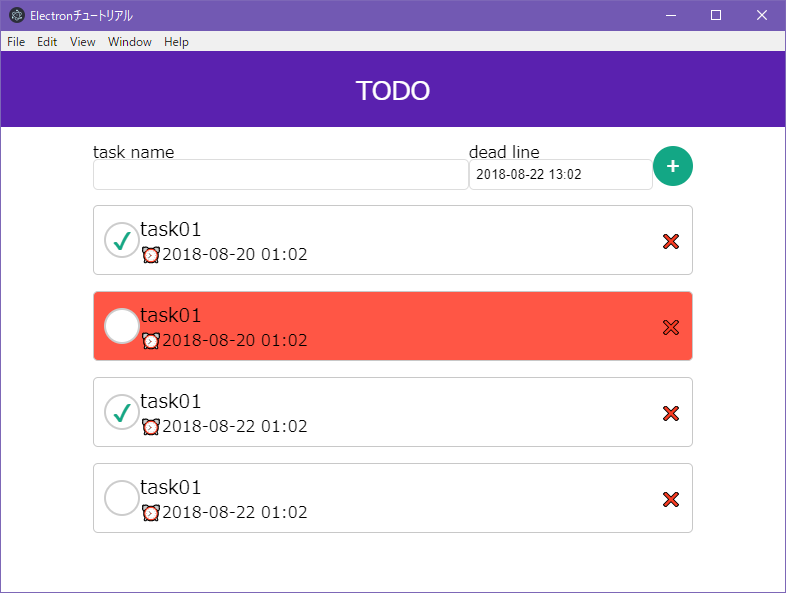 Electronチュートリアル
File Edit View Window Help
TODO
task name dead line
2018-08-22 13:02
task01
2018-08-20 01:02
task01
2018-08-20 01:02
task01
2018-08-22 01:02
task01
2018-08-22 01:02